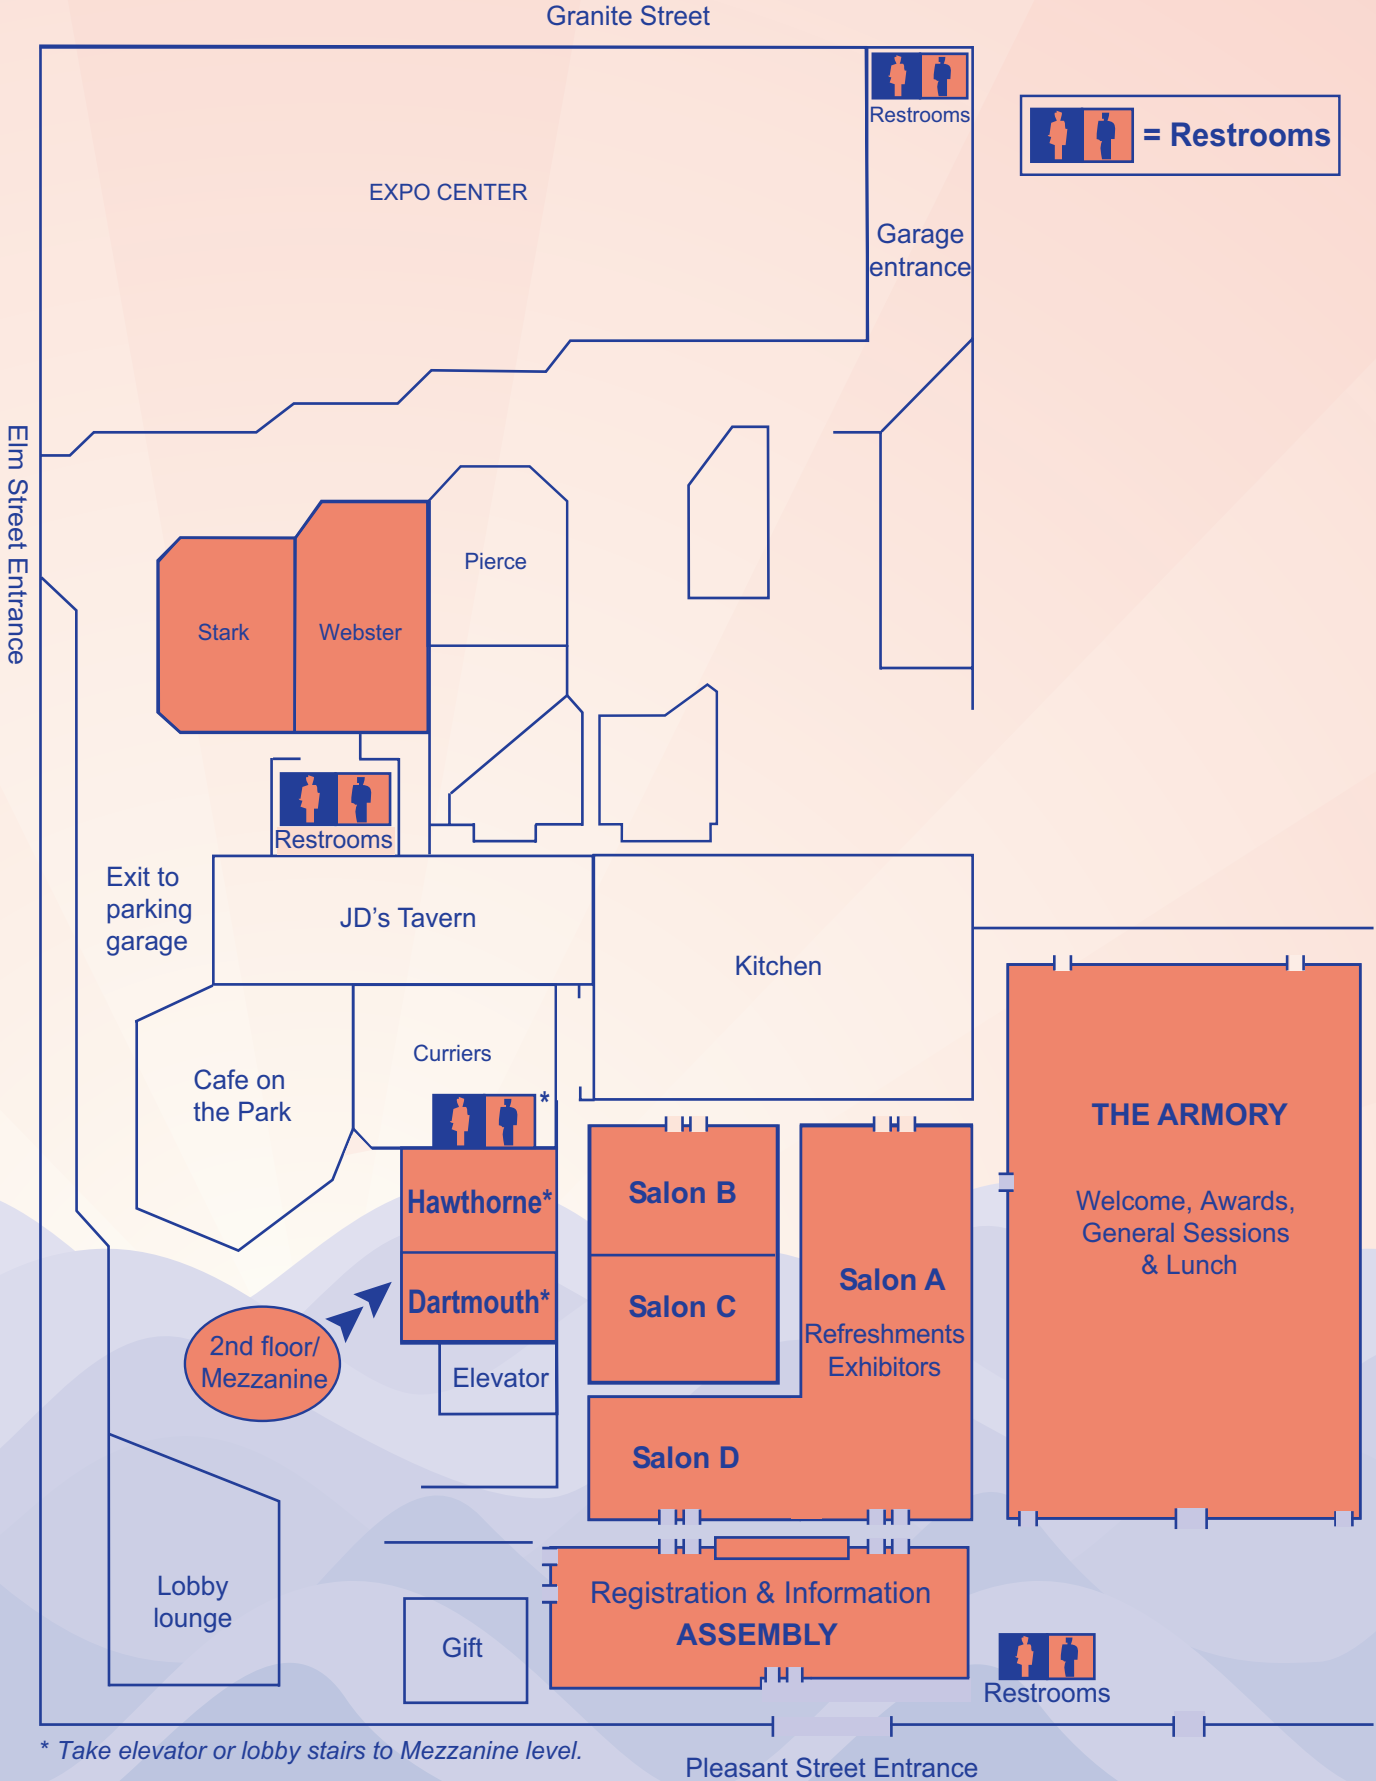 Granite Street
Restrooms
= Restrooms
EXPO CENTER
Garage
entrance
Elm Street Entrance
Pierce
Stark
Webster
Restrooms
Exit to
parking
garage
JD's Tavern
Kitchen
Curriers
Cafe on
the Park
*
THE ARMORY
Welcome, Awards,
General Sessions
& Lunch
Hawthorne*
Salon B
Dartmouth*
Salon C
Salon A
Refreshments
Exhibitors
2nd floor/
Mezzanine
Elevator
Salon D
Lobby
lounge
Registration & Information
ASSEMBLY
Gift
Restrooms
* Take elevator or lobby stairs to Mezzanine level.
Pleasant Street Entrance